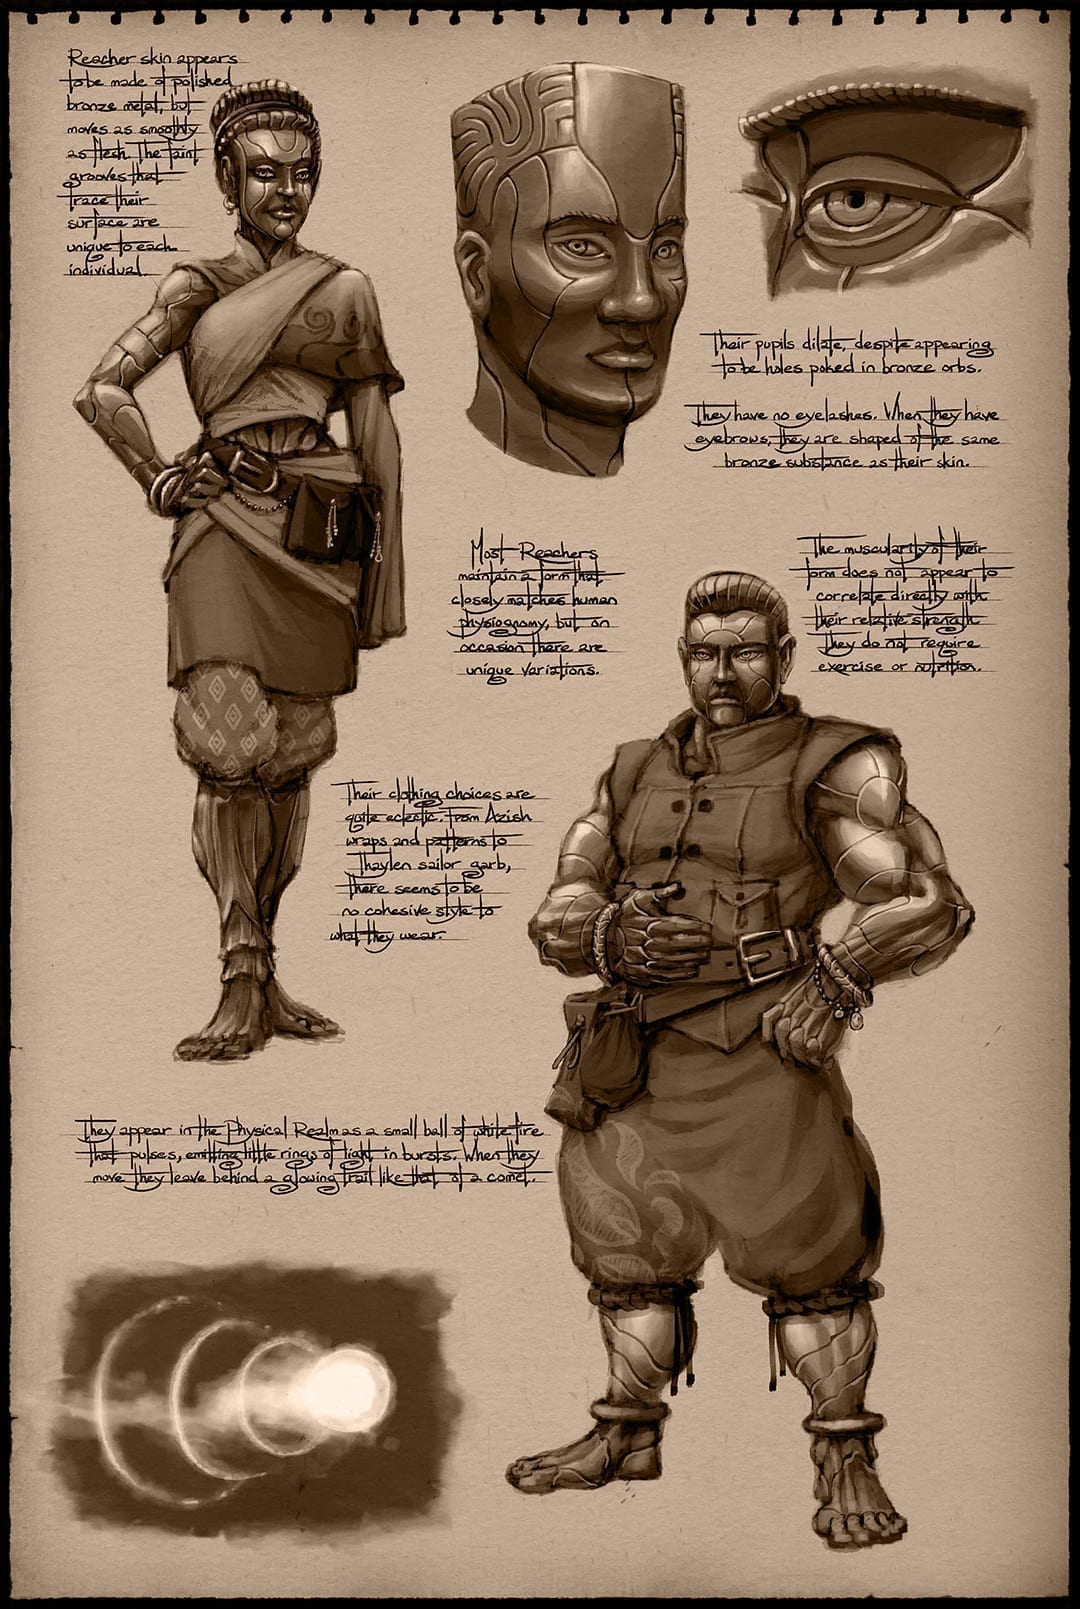 Reacher skin appears
to be made of polished
bronze metal, but
moves as smoothly
as flesh. The faint
grooves that
trace their
surface are
unique to each
individual.
Their pupils dilate, despite appearing
to be holes poked in bronze orbs.
They have no eyelashes. When they have
eyebrows, they are shaped of the same
bronze substance as their skin.
Most Reachers
maintain a form that
closely matches human
physiognomy, but on
occasion there are
unique variations.
The muscularity of their
form does not appear to
correlate directly with
their relative strength
They do not require
exercise or nutrition.
Their clothing choices are
quite eclectic. From Azish
wraps and patterns to
Thaylen sailor garb,
there seems to be
no cohesive style to
what they wear.
They appear in the Physical Realm as a small ball of white fire
that pulses, emitting little rings of light in bursts. When they
move they leave behind a glowing trail like that of a comet.